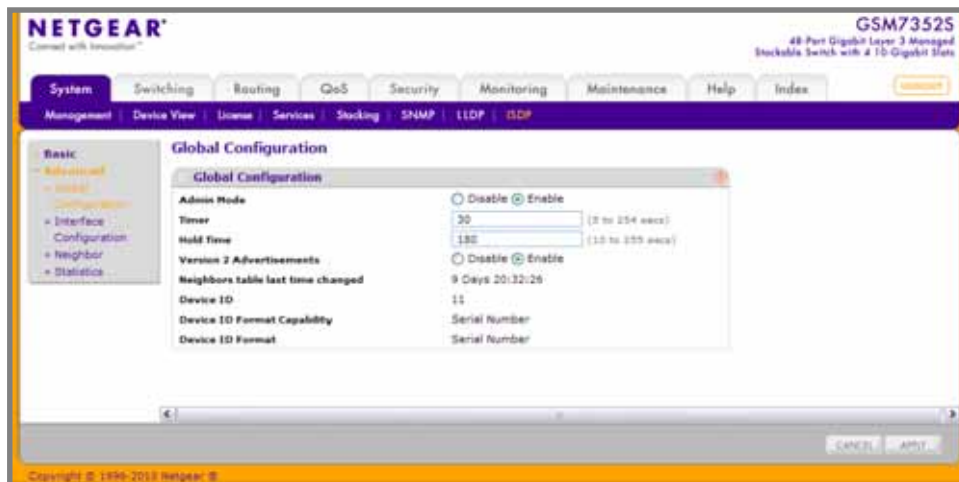 NETGEAR®
Connect with Innovation™
GSM7352S
48-Port Gigabit Layer 3 Managed
Stackable Switch with 4 10-Gigabit Slots
System Switching Routing QoS Security Monitoring Maintenance Help Index LOGOUT
Management Device View License Services Stacking SNMP LLDP ISDP
Basic
Advanced
Global
Configuration
Interface
Configuration
Neighbor
Statistics
Global Configuration
Global Configuration
Admin Mode Disable Enable
Timer 30 (5 to 254 secs)
Hold Time 180 (10 to 255 secs)
Version 2 Advertisements Disable Enable
Neighbors table last time changed 9 Days 20:32:26
Device ID 11
Device ID Format Capability Serial Number
Device ID Format Serial Number
CANCEL APPLY
Copyright © 1996-2010 Netgear ®